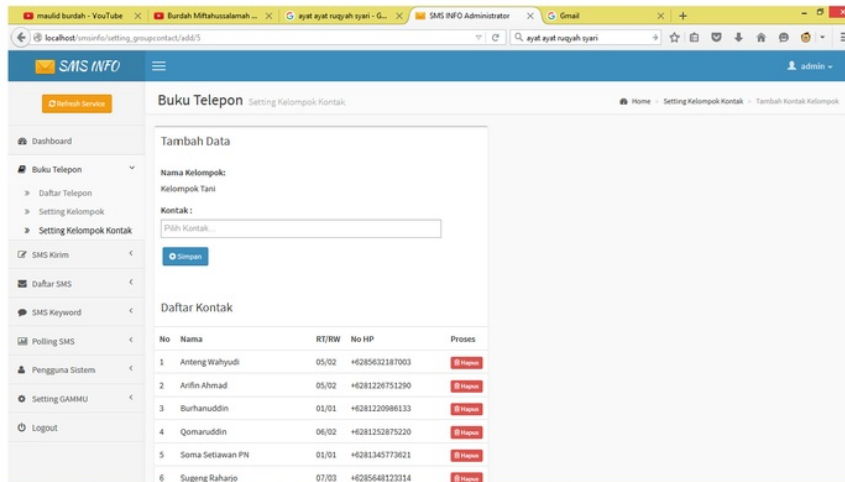 maulid burdah - YouTube
Burdah Miftahussalamah ...
ayat ayat ruqyah syari - G...
SMS INFO Administrator
Gmail
localhost/smsinfo/setting_groupcontact/add/5
ayat ayat ruqyah syari
SMS INFO
admin
Refresh Service
Buku Telepon Setting Kelompok Kontak
Home > Setting Kelompok Kontak > Tambah Kontak Kelompok
Dashboard
Buku Telepon
» Daftar Telepon
» Setting Kelompok
» Setting Kelompok Kontak
SMS Kirim
Daftar SMS
SMS Keyword
Polling SMS
Pengguna Sistem
Setting GAMMU
Logout
Tambah Data
Nama Kelompok:
Kelompok Tani
Kontak :
Pilih Kontak...
Simpan
Daftar Kontak
No Nama RT/RW No HP Proses
1 Anteng Wahyudi 05/02 +6285632187003 Hapus
2 Arifin Ahmad 05/02 +6281226751290 Hapus
3 Burhanuddin 01/01 +6281220986133 Hapus
4 Qomaruddin 06/02 +6281252875220 Hapus
5 Soma Setiawan PN 01/01 +6281345773621 Hapus
6 Sugeng Raharjo 07/03 +6285648123314 Hapus